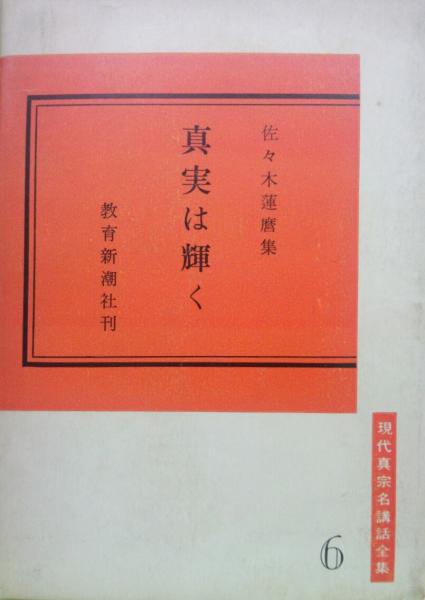 佐々木蓮麿集
真実は輝く
教育新潮社刊
現代真宗名講話全集
6